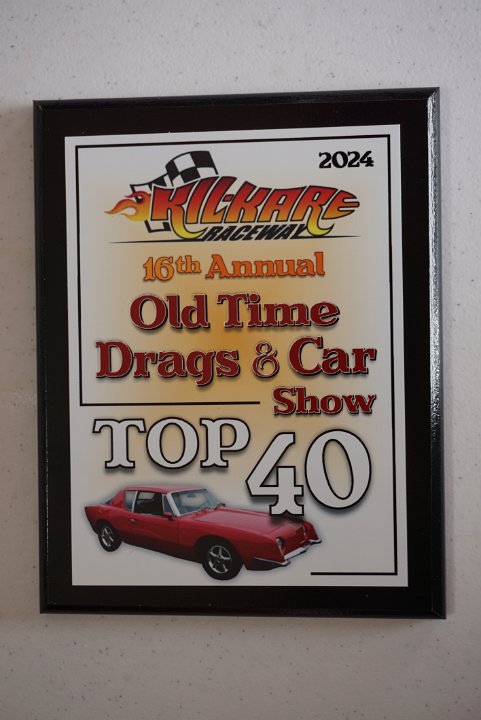 2024
KIL-KARE
RACEWAY
16th Annual
Old Time
Drags & Car
Show
TOP 40